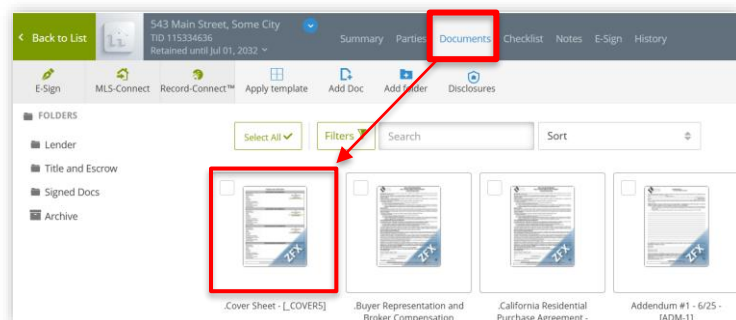 Back to List
543 Main Street, Some City
TID 115334636
Retained until Jul 01, 2032
Summary Parties Documents Checklist Notes E-Sign History
E-Sign MLS-Connect Record-Connect™ Apply template Add Doc Add folder Disclosures
FOLDERS
Lender
Title and Escrow
Signed Docs
Archive
Select All Filters Search Sort
ZFX ZFX ZFX ZFX
.Cover Sheet - [_COVER5]
.Buyer Representation and
Broker Compensation
.California Residential
Purchase Agreement -
Addendum #1 - 6/25 -
[ADM-1]